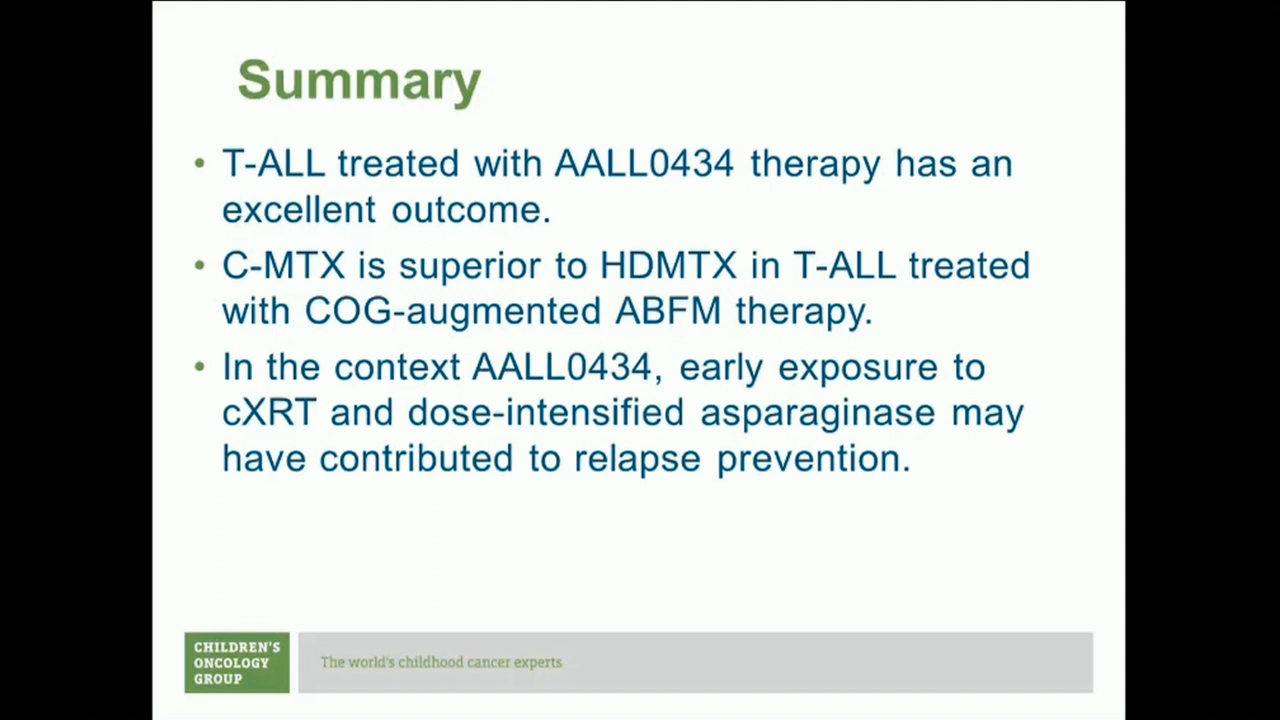 Summary
• T-ALL treated with AALL0434 therapy has an
excellent outcome.
• C-MTX is superior to HDMTX in T-ALL treated
with COG-augmented ABFM therapy.
• In the context AALL0434, early exposure to
cXRT and dose-intensified asparaginase may
have contributed to relapse prevention.
CHILDREN'S
ONCOLOGY
GROUP
The world's childhood cancer experts